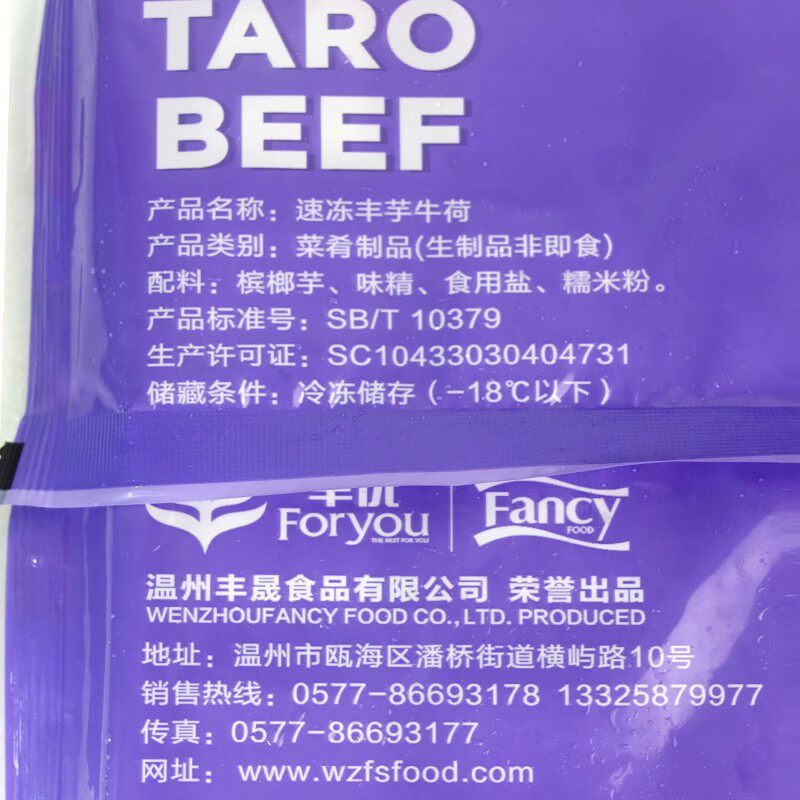 TARO
BEEF
产品名称：速冻丰芋牛荷
产品类别：菜肴制品(生制品非即食)
配料：槟榔芋、味精、食用盐、糯米粉。
产品标准号：SB/T 10379
生产许可证：SC10433030404731
储藏条件：冷冻储存（-18℃以下）
丰优
Foryou
THE BEST FOR YOU
Fancy
FOOD
温州丰晟食品有限公司 荣誉出品
WENZHOUFANCY FOOD CO.,LTD. PRODUCED
地址：温州市瓯海区潘桥街道横屿路10号
销售热线：0577-86693178 13325879977
传真：0577-86693177
网址：www.wzfsfood.com